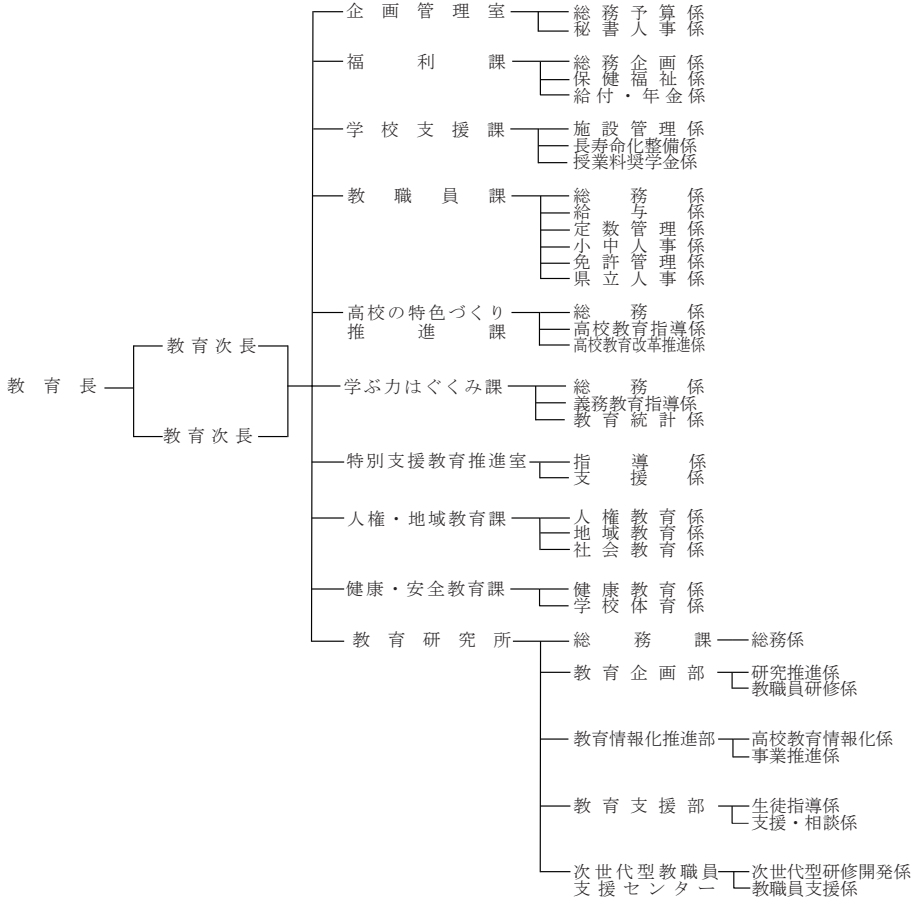 教育長
教育次長
教育次長
企画管理室
総務予算係
秘書人事係
福利課
総務企画係
保健福祉係
給付・年金係
学校支援課
施設管理係
長寿命化整備係
授業料奨学金係
教職員課
総務係
給与係
定数管理係
小中人事係
免許管理係
県立人事係
高校の特色づくり
推進課
総務係
高校教育指導係
高校教育改革推進係
学ぶ力はぐくみ課
総務係
義務教育指導係
教育統計係
特別支援教育推進室
指導係
支援係
人権・地域教育課
人権教育係
地域教育係
社会教育係
健康・安全教育課
健康教育係
学校体育係
教育研究所
総務課
総務係
教育企画部
研究推進係
教職員研修係
教育情報化推進部
高校教育情報化係
事業推進係
教育支援部
生徒指導係
支援・相談係
次世代型教職員
支援センター
次世代型研修開発係
教職員支援係